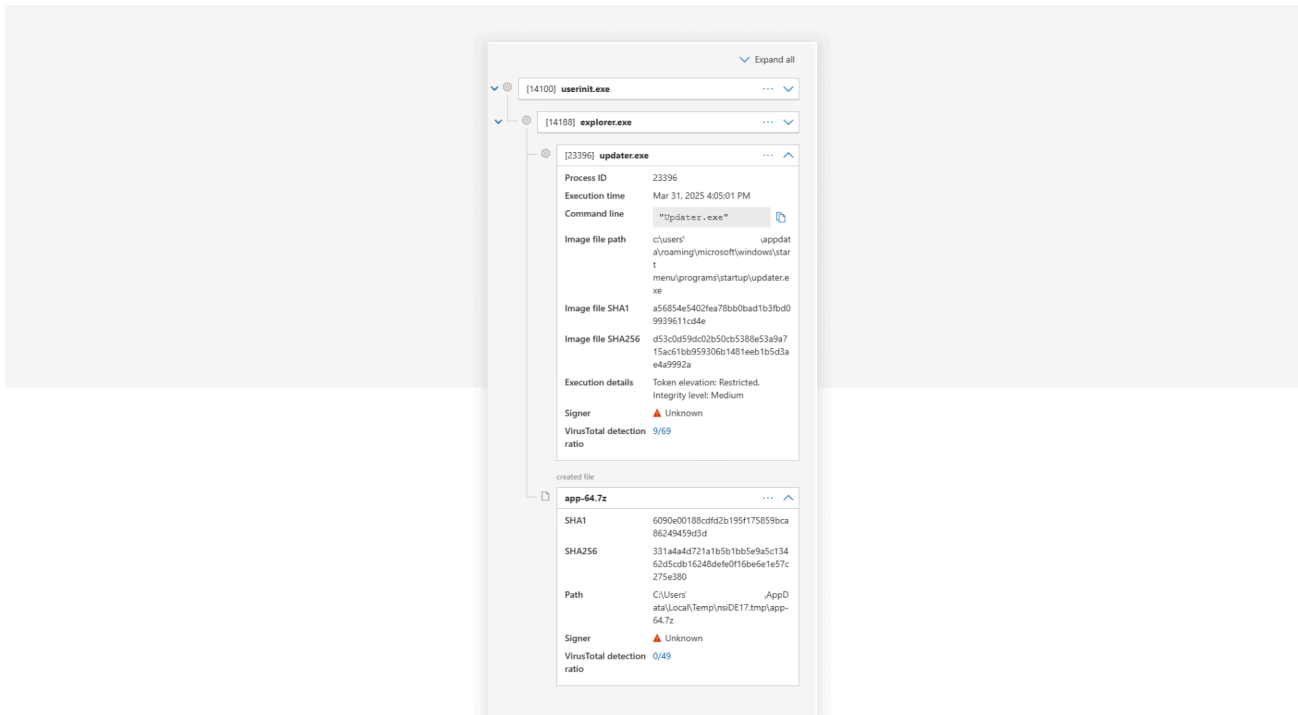 Expand all
[14100] userinit.exe
[14188] explorer.exe
[23396] updater.exe
Process ID 23396
Execution time Mar 31, 2025 4:05:01 PM
Command line "Updater.exe"
Image file path c:\users' \appdat
a\roaming\microsoft\windows\star
t
menu\programs\startup\updater.e
xe
Image file SHA1 a56854e5402fea78bb0bad1b3fbd0
9939611cd4e
Image file SHA256 d53c0d59dc02b50cb5388e53a9a7
15ac61bb959306b1481eeb1b5d3a
e4a9992a
Execution details Token elevation: Restricted,
Integrity level: Medium
Signer Unknown
VirusTotal detection 9/69
ratio
created file
app-64.7z
SHA1 6090e00188cdfd2b195f175859bca
86249459d3d
SHA256 331a4a4d721a1b5b1bb5e9a5c134
62d5cdb16248defe0f16be6e1e57c
275e380
Path C:\Users' \AppD
ata\Local\Temp\nsiDE17.tmp\app-
64.7z
Signer Unknown
VirusTotal detection 0/49
ratio